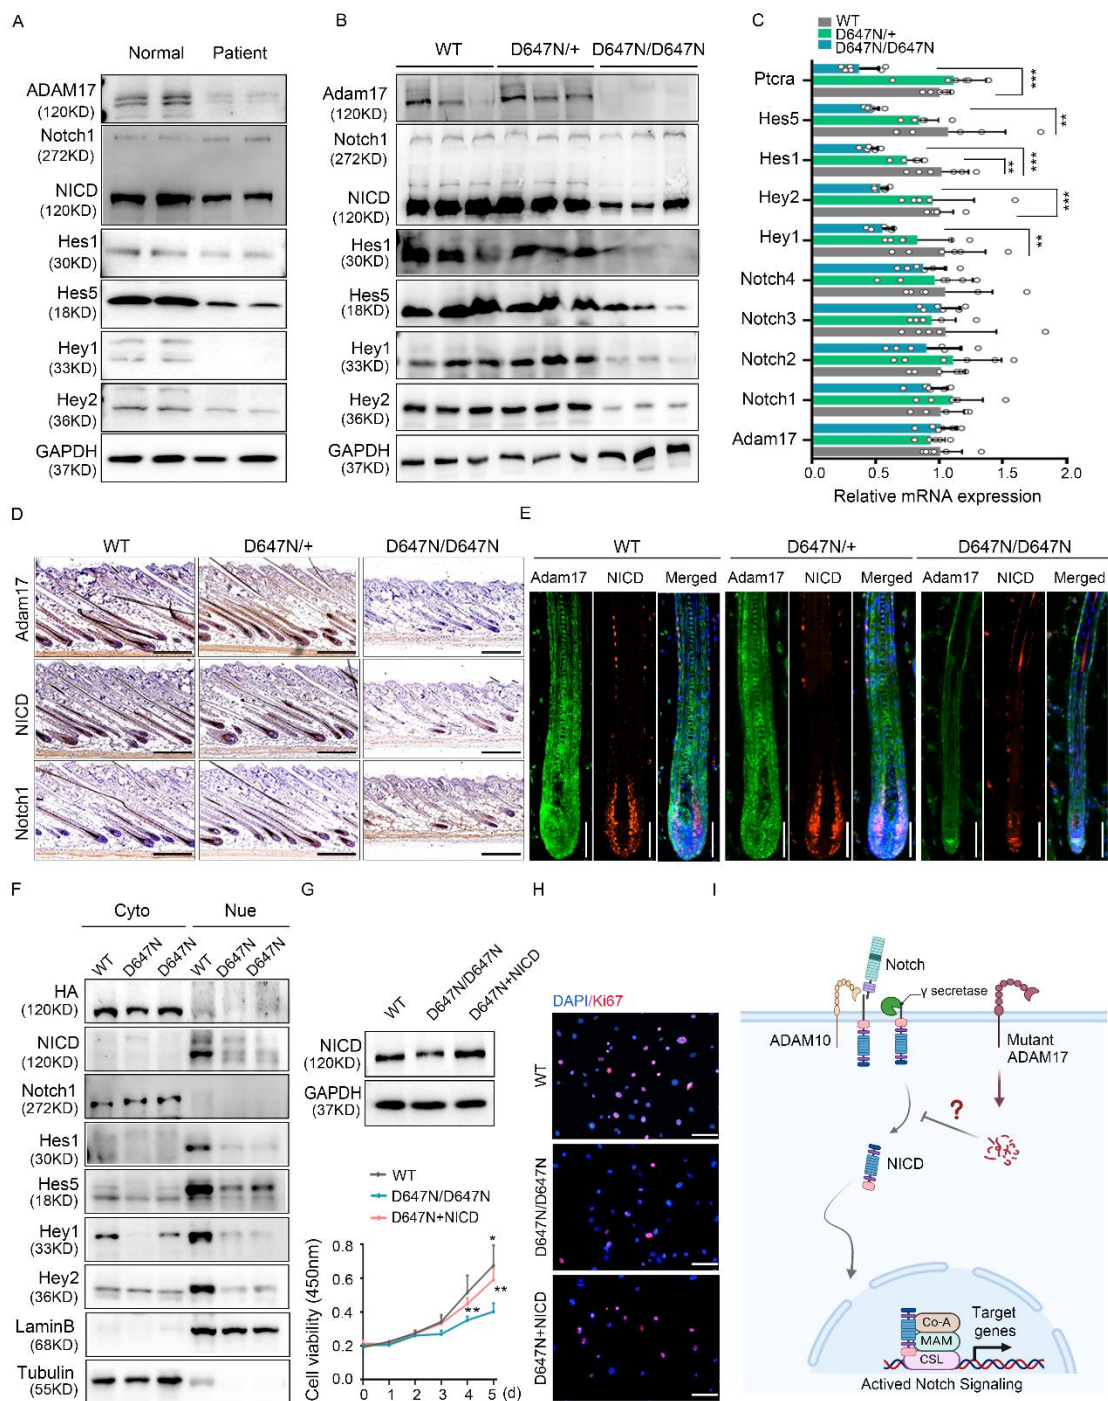 A
Normal Patient
ADAM17
(120KD)
Notch1
(272KD)
NICD
(120KD)
Hes1
(30KD)
Hes5
(18KD)
Hey1
(33KD)
Hey2
(36KD)
GAPDH
(37KD)
B
WT D647N/+ D647N/D647N
Adam17
(120KD)
Notch1
(272KD)
NICD
(120KD)
Hes1
(30KD)
Hes5
(18KD)
Hey1
(33KD)
Hey2
(36KD)
GAPDH
(37KD)
C
WT
D647N/+
D647N/D647N
Ptcra
***
Hes5
**
Hes1
**
***
Hey2
***
Hey1
**
Notch4
Notch3
Notch2
Notch1
Adam17
0.0 0.5 1.0 1.5 2.0
Relative mRNA expression
D
WT D647N/+ D647N/D647N
Adam17
NICD
Notch1
E
WT D647N/+ D647N/D647N
Adam17 NICD Merged Adam17 NICD Merged Adam17 NICD Merged
F
Cyto Nue
WT D647N D647N WT D647N D647N
HA
(120KD)
NICD
(120KD)
Notch1
(272KD)
Hes1
(30KD)
Hes5
(18KD)
Hey1
(33KD)
Hey2
(36KD)
LaminB
(68KD)
Tubulin
(55KD)
G
WT D647N/D647N D647N+NICD
NICD
(120KD)
GAPDH
(37KD)
WT
D647N/D647N
D647N+NICD
Cell viability (450nm)
0.8
0.6
0.4
0.2
0.0
*
**
**
0 1 2 3 4 5 (d)
H
DAPI/Ki67
WT
D647N/D647N
D647N+NICD
I
Notch
γ secretase
ADAM10
Mutant
ADAM17
?
NICD
Co-A
MAM
CSL
Target
genes
Actived Notch Signaling